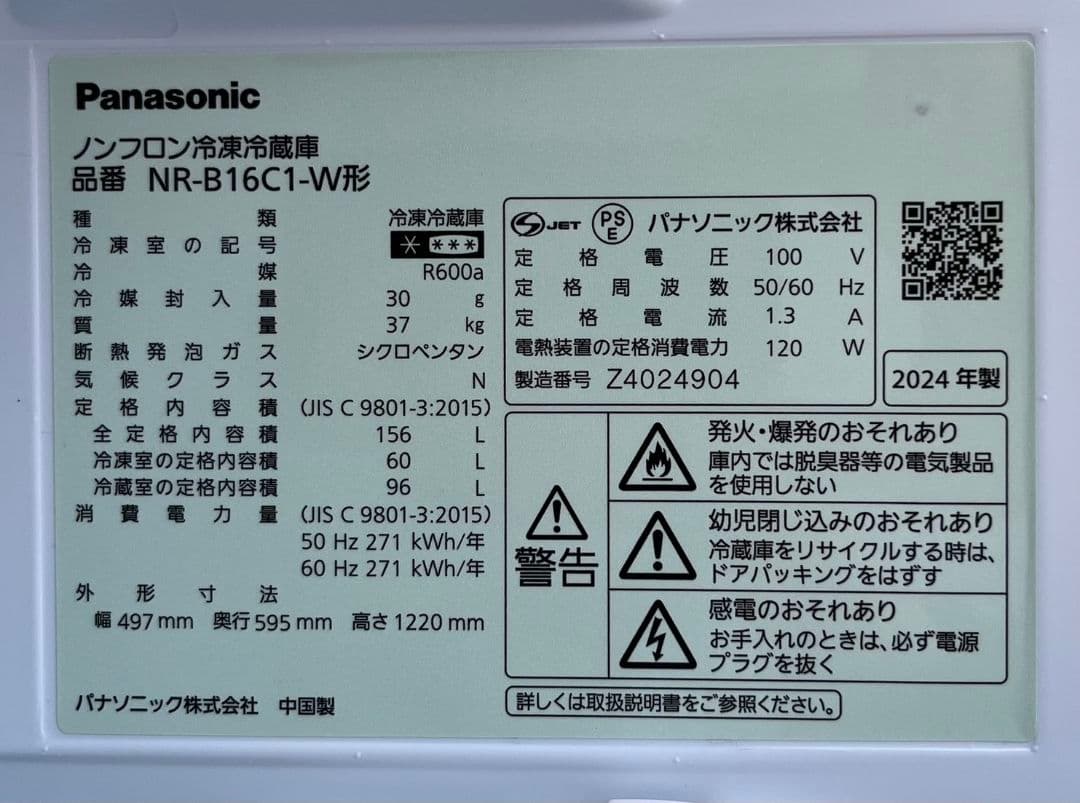 Panasonic
ノンフロン冷凍冷蔵庫
品番 NR-B16C1-W形
種類 冷凍冷蔵庫
冷凍室の記号 * ***
冷媒 R600a
冷媒封入量 30 g
質量 37 kg
断熱発泡ガス シクロペンタン
気候クラス N
定格内容積 (JIS C 9801-3:2015)
全定格内容積 156 L
冷凍室の定格内容積 60 L
冷蔵室の定格内容積 96 L
消費電力量 (JIS C 9801-3:2015)
50 Hz 271 kWh/年
60 Hz 271 kWh/年
外形寸法
幅 497 mm 奥行 595 mm 高さ 1220 mm
パナソニック株式会社 中国製
S JET PS E パナソニック株式会社
定格電圧 100 V
定格周波数 50/60 Hz
定格電流 1.3 A
電熱装置の定格消費電力 120 W
製造番号 Z4024904
2024 年製
警告
発火・爆発のおそれあり
庫内では脱臭器等の電気製品
を使用しない
幼児閉じ込みのおそれあり
冷蔵庫をリサイクルする時は、
ドアパッキングをはずす
感電のおそれあり
お手入れのときは、必ず電源
プラグを抜く
詳しくは取扱説明書をご参照ください。